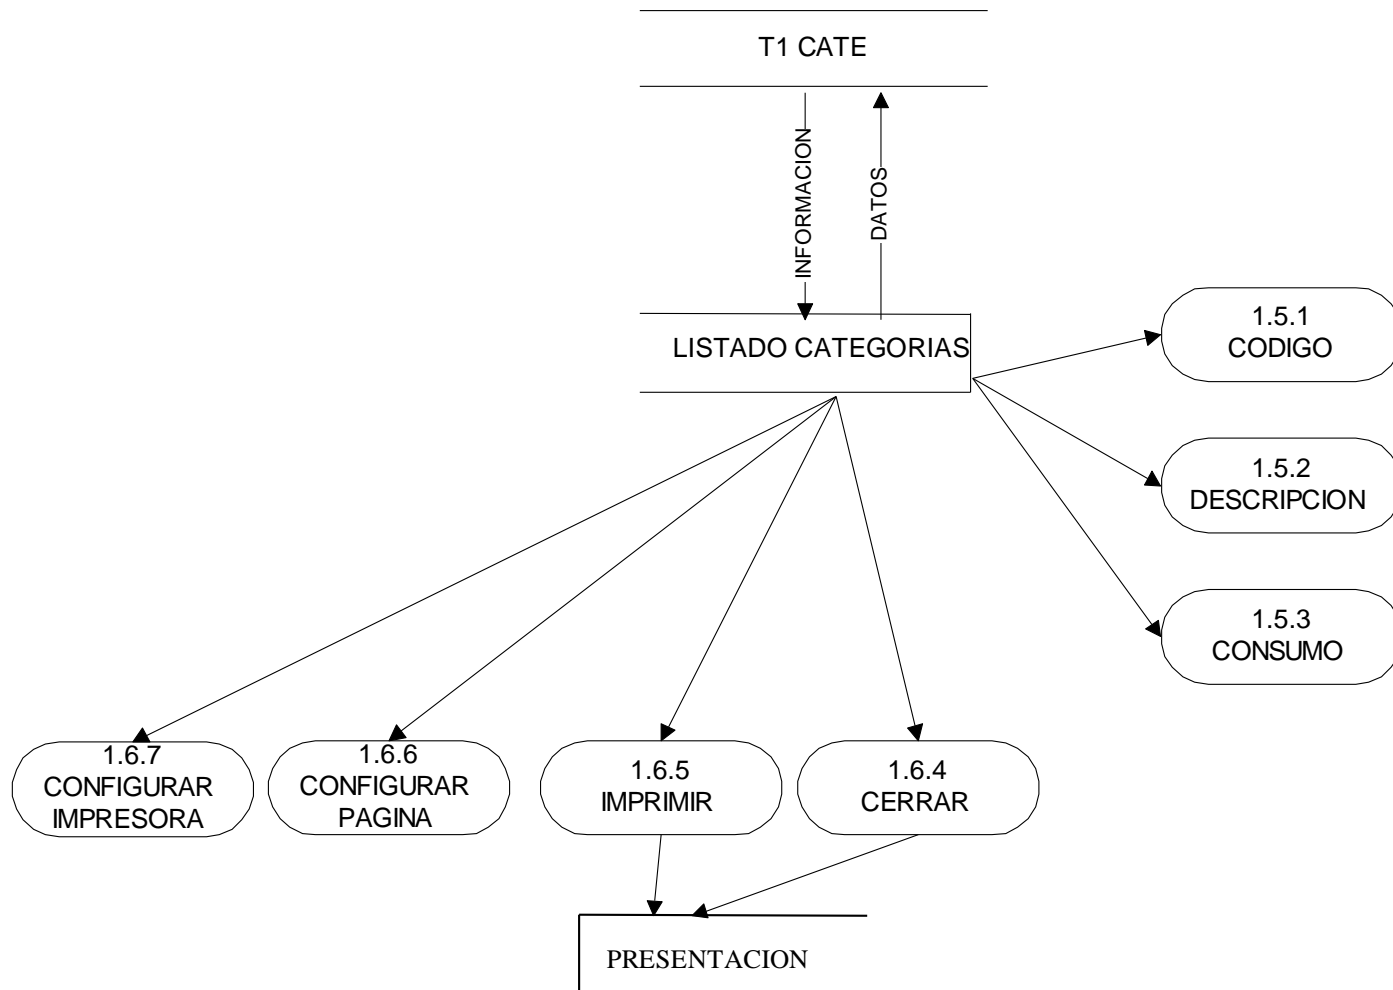 T1 CATE
INFORMACION
DATOS
LISTADO CATEGORIAS
1.5.1
CODIGO
1.5.2
DESCRIPCION
1.5.3
CONSUMO
1.6.7
CONFIGURAR
IMPRESORA
1.6.6
CONFIGURAR
PAGINA
1.6.5
IMPRIMIR
1.6.4
CERRAR
PRESENTACION